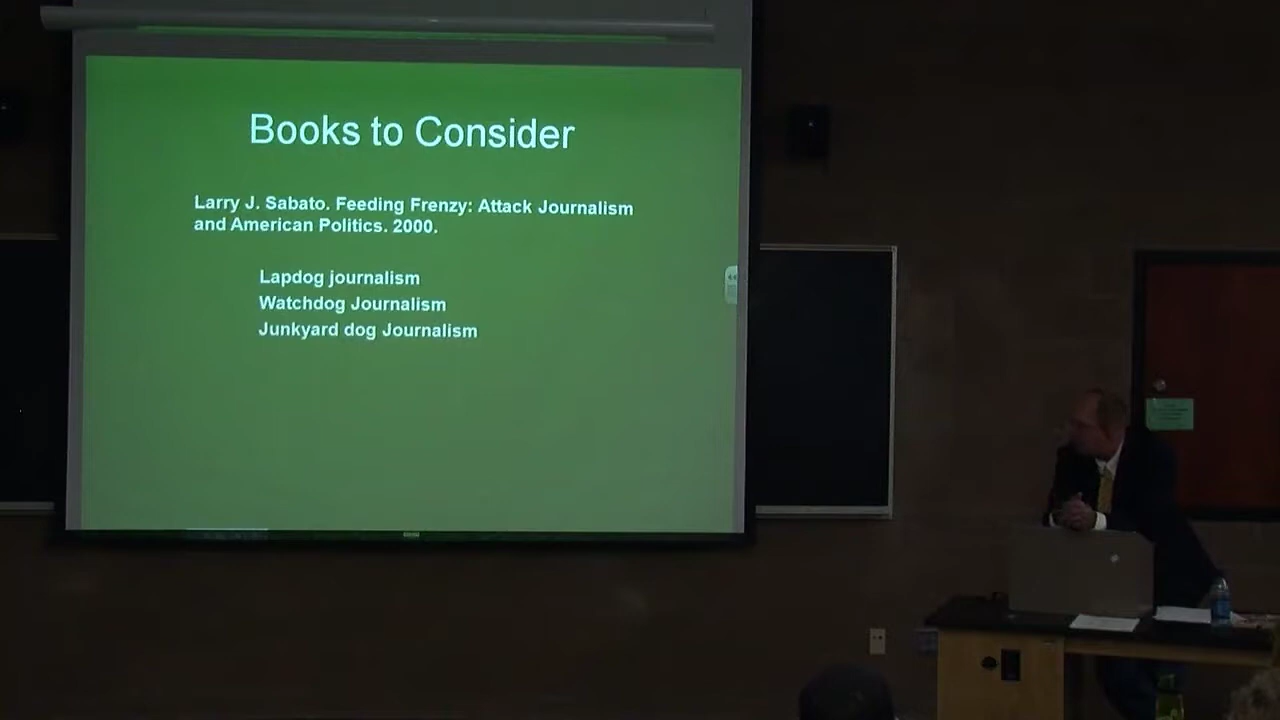 Books to Consider
Larry J. Sabato. Feeding Frenzy: Attack Journalism
and American Politics. 2000.
Lapdog journalism
Watchdog Journalism
Junkyard dog Journalism